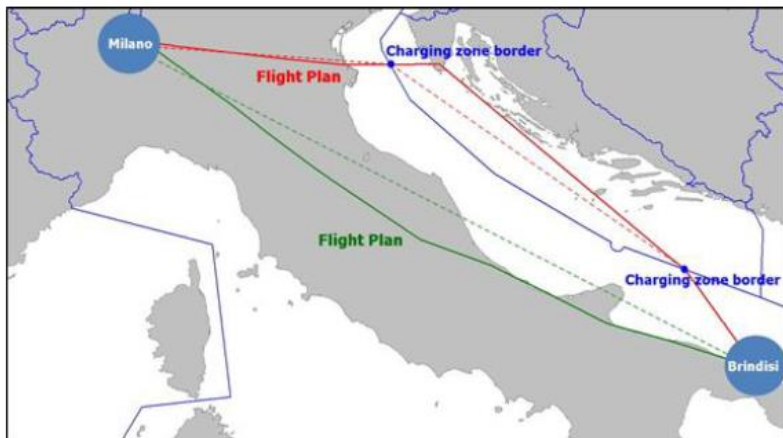 Milano
Charging zone border
Flight Plan
Flight Plan
Charging zone border
Brindisi